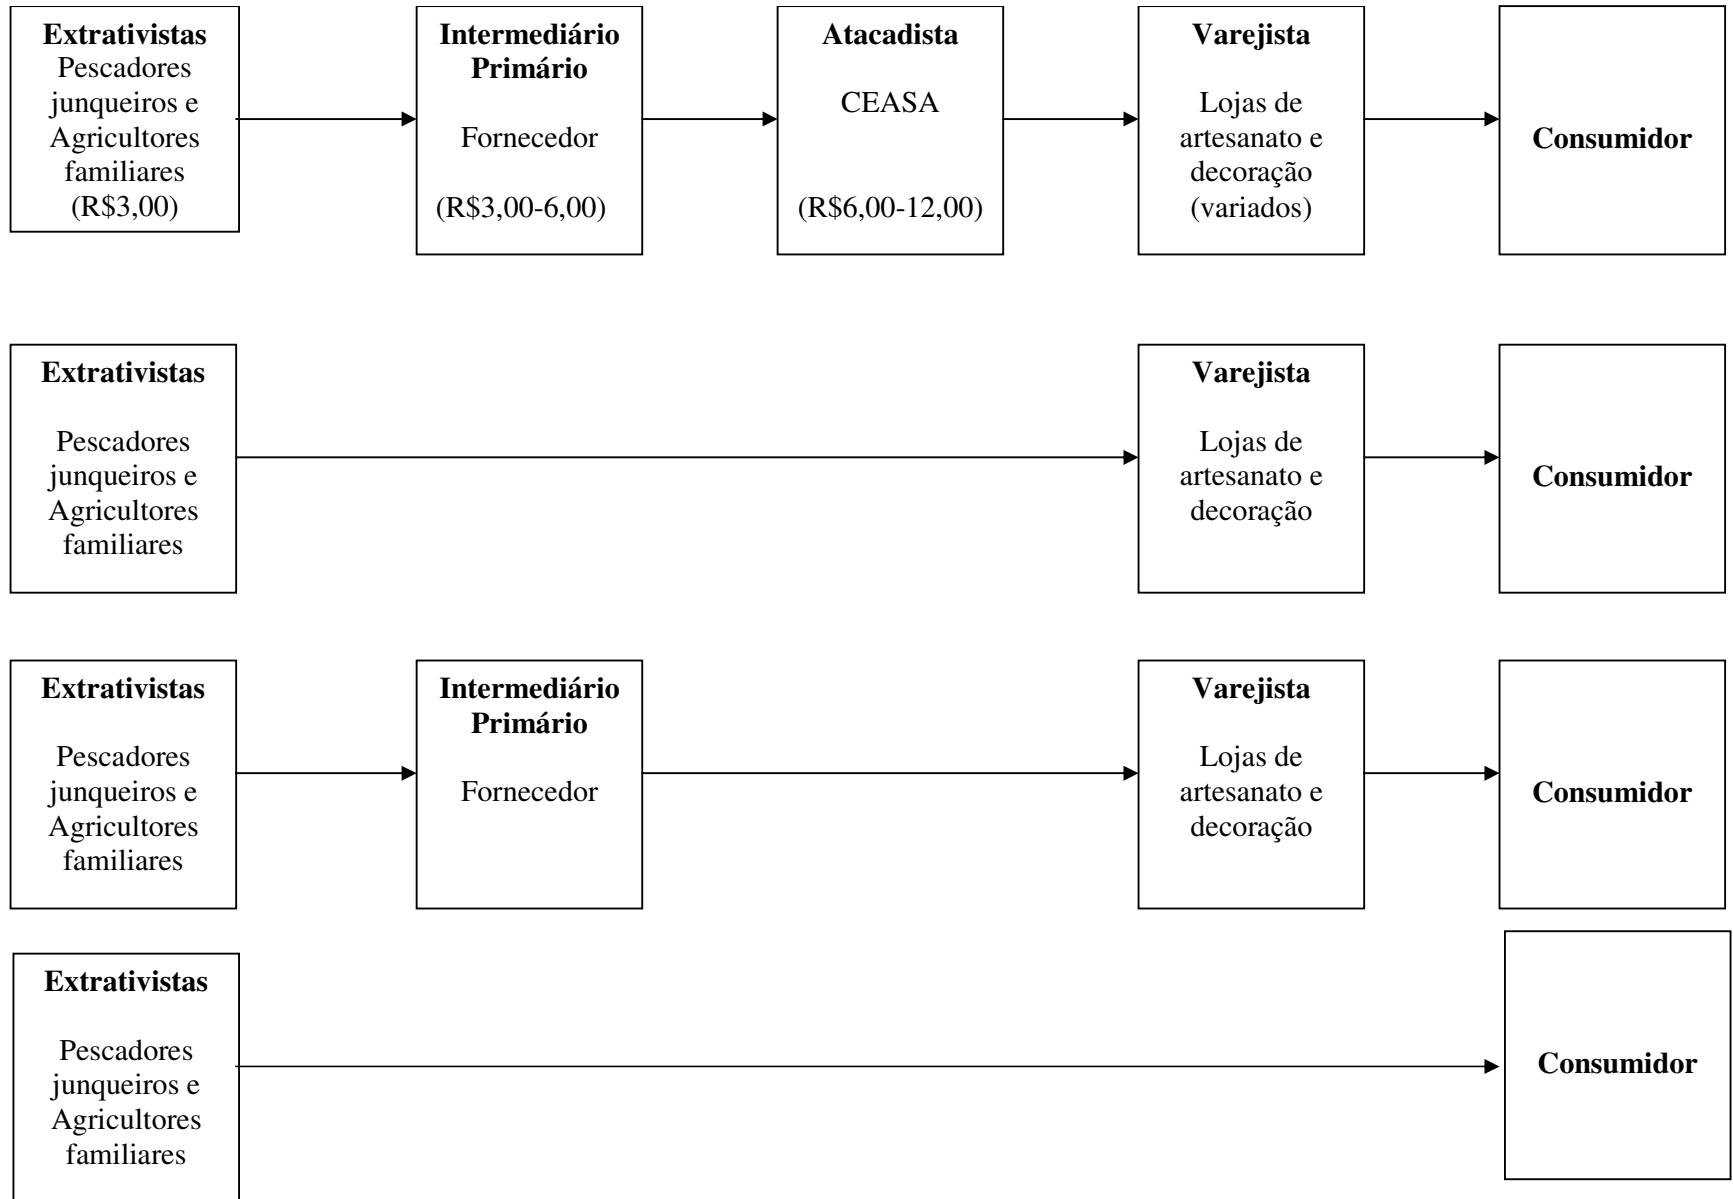 Extrativistas
Pescadores
junqueiros e
Agricultores
familiares
(R$3,00)
Intermediário
Primário
Fornecedor
(R$3,00-6,00)
Atacadista
CEASA
(R$6,00-12,00)
Varejista
Lojas de
artesanato e
decoração
(variados)
Consumidor
Extrativistas
Pescadores
junqueiros e
Agricultores
familiares
Varejista
Lojas de
artesanato e
decoração
Consumidor
Extrativistas
Pescadores
junqueiros e
Agricultores
familiares
Intermediário
Primário
Fornecedor
Varejista
Lojas de
artesanato e
decoração
Consumidor
Extrativistas
Pescadores
junqueiros e
Agricultores
familiares
Consumidor